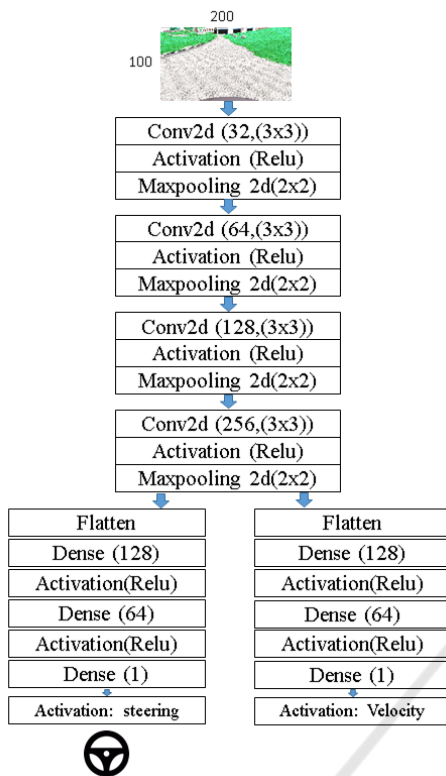 200
100
Conv2d (32,(3x3))
Activation (Relu)
Maxpooling 2d(2x2)
Conv2d (64,(3x3))
Activation (Relu)
Maxpooling 2d(2x2)
Conv2d (128,(3x3))
Activation (Relu)
Maxpooling 2d(2x2)
Conv2d (256,(3x3))
Activation (Relu)
Maxpooling 2d(2x2)
Flatten
Dense (128)
Activation(Relu)
Dense (64)
Activation(Relu)
Dense (1)
Activation: steering
Flatten
Dense (128)
Activation(Relu)
Dense (64)
Activation(Relu)
Dense (1)
Activation: Velocity